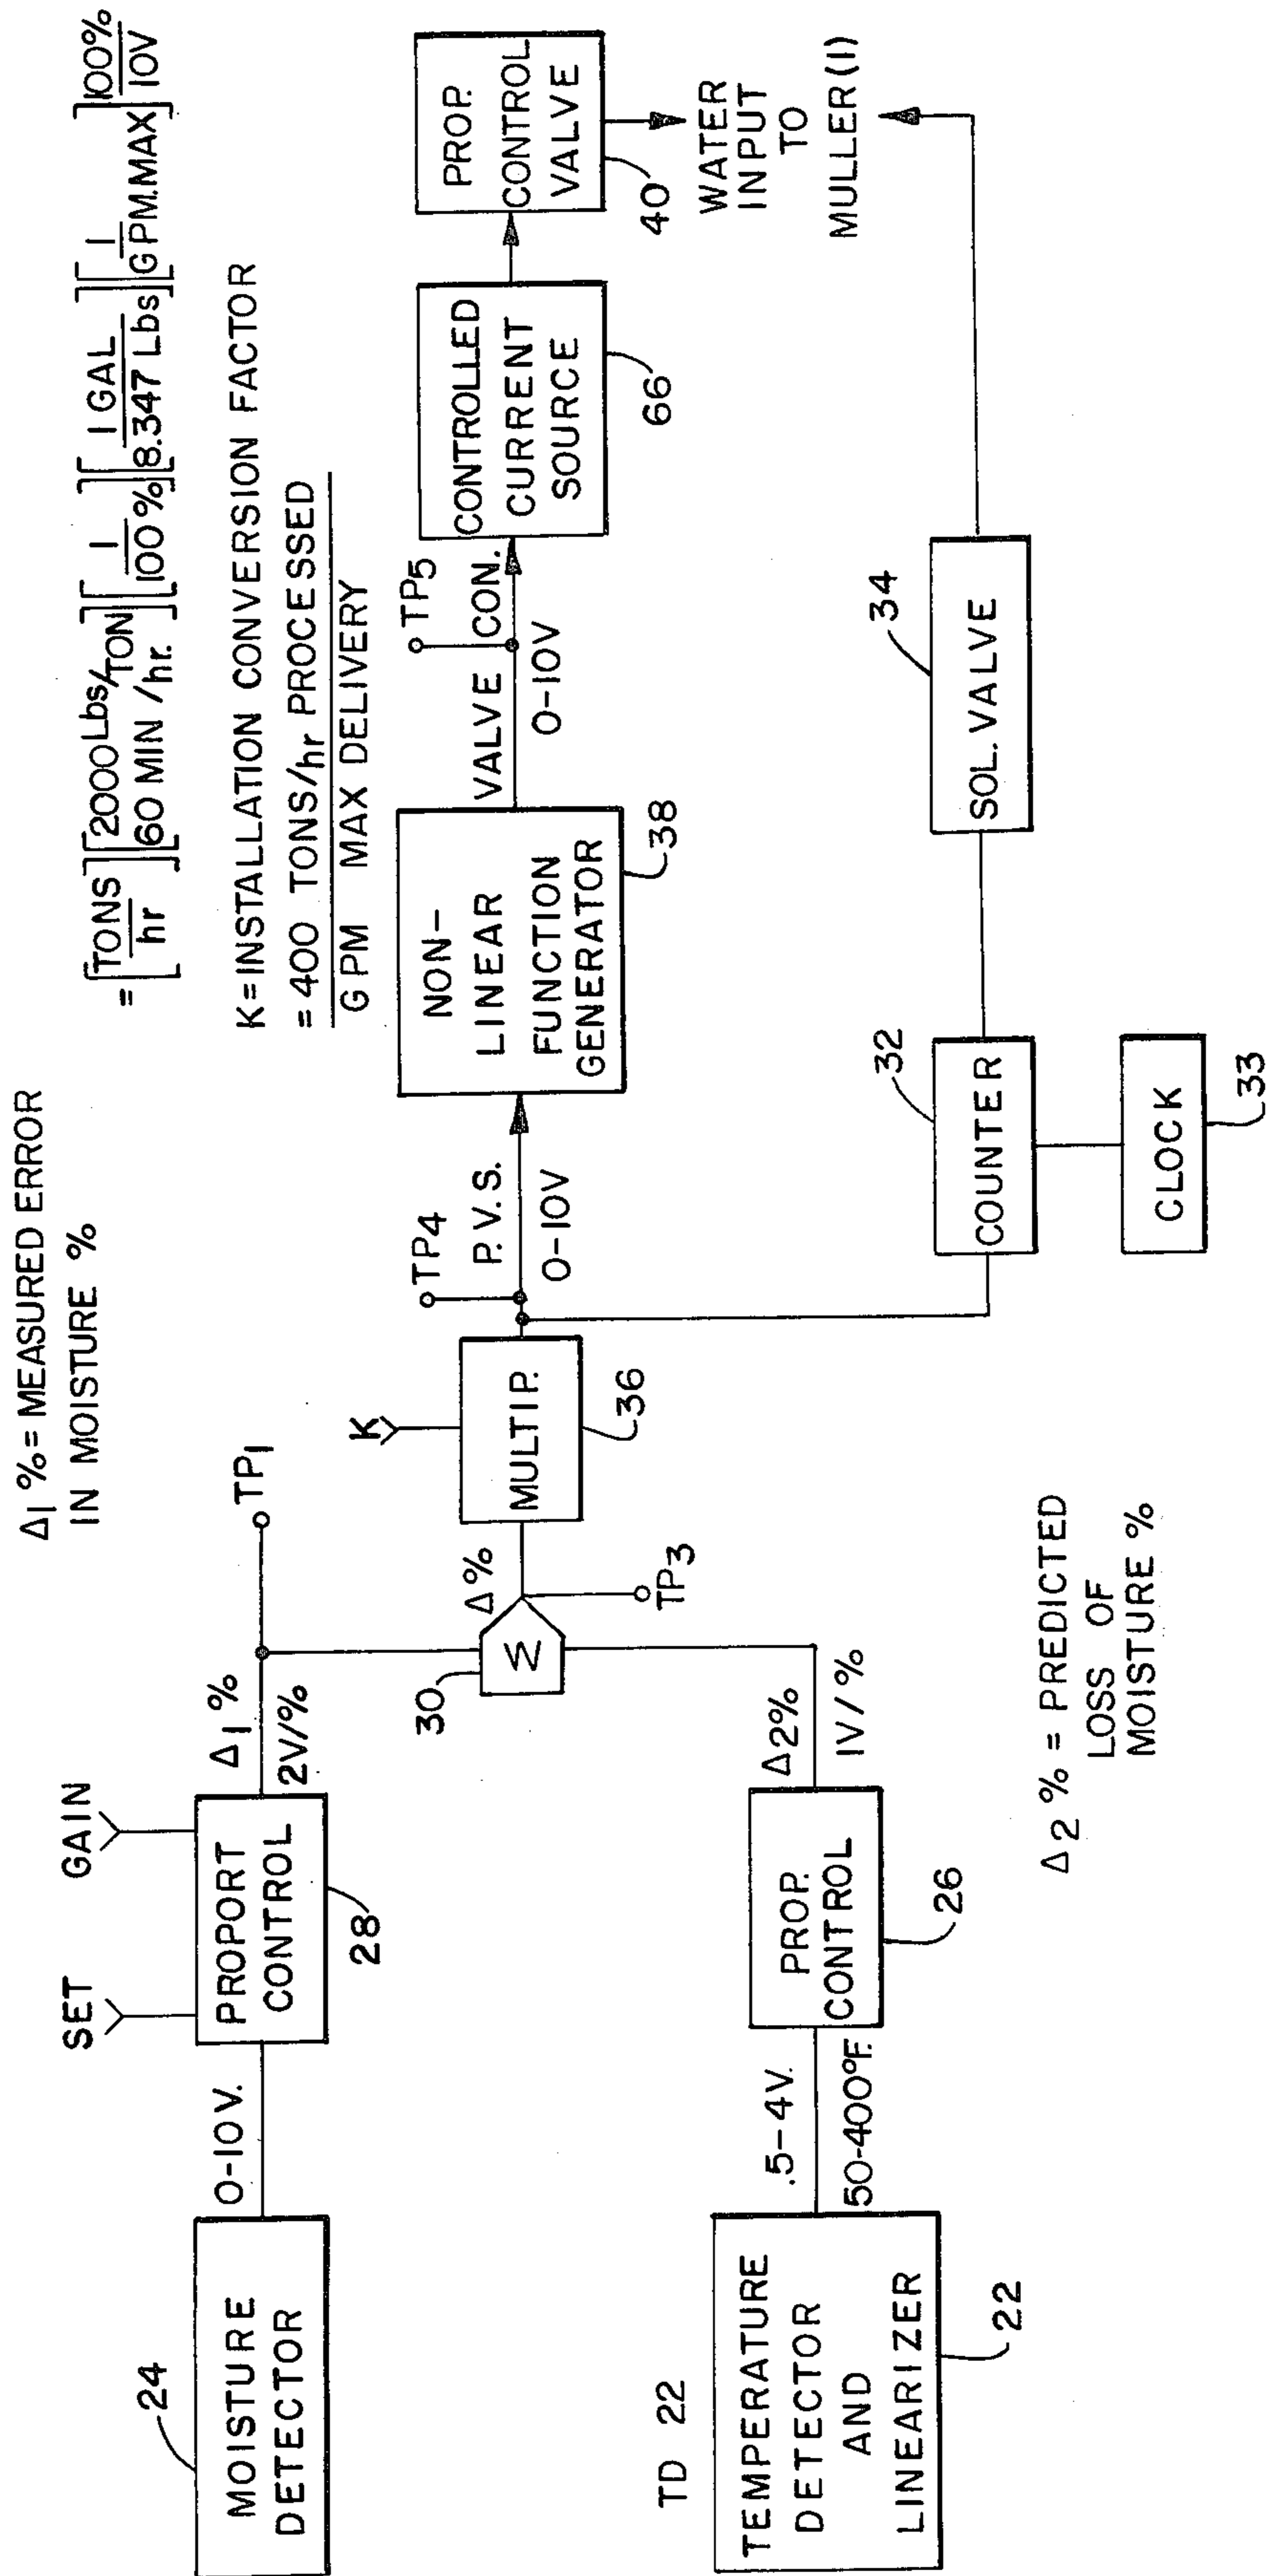 Δ1 % = MEASURED ERROR
IN MOISTURE %
= [TONS/hr] [2000 Lbs/TON / 60 MIN/hr.] [1/100%] [1 GAL/8.347 Lbs] [1/GPM.MAX] 100%/10V
K = INSTALLATION CONVERSION FACTOR
= 400 TONS/hr PROCESSED
GPM MAX DELIVERY
24
MOISTURE
DETECTOR
0-10V.
SET
GAIN
PROPORT
CONTROL
28
Δ1 %
2V/%
TP1
TD 22
TEMPERATURE
DETECTOR
AND
LINEARIZER
22
.5-4V.
50-400°F.
PROP.
CONTROL
26
Δ2%
1V/%
30
Σ
Δ%
TP3
K
MULTIP.
36
TP4
P.V.S.
0-10V
NON-
LINEAR
FUNCTION
GENERATOR
38
VALVE CON.
0-10V
TP5
CONTROLLED
CURRENT
SOURCE
66
PROP.
CONTROL
VALVE
40
WATER
INPUT
TO
MULLER(1)
32
COUNTER
CLOCK
33
34
SOL. VALVE
Δ2 % = PREDICTED
LOSS OF
MOISTURE %